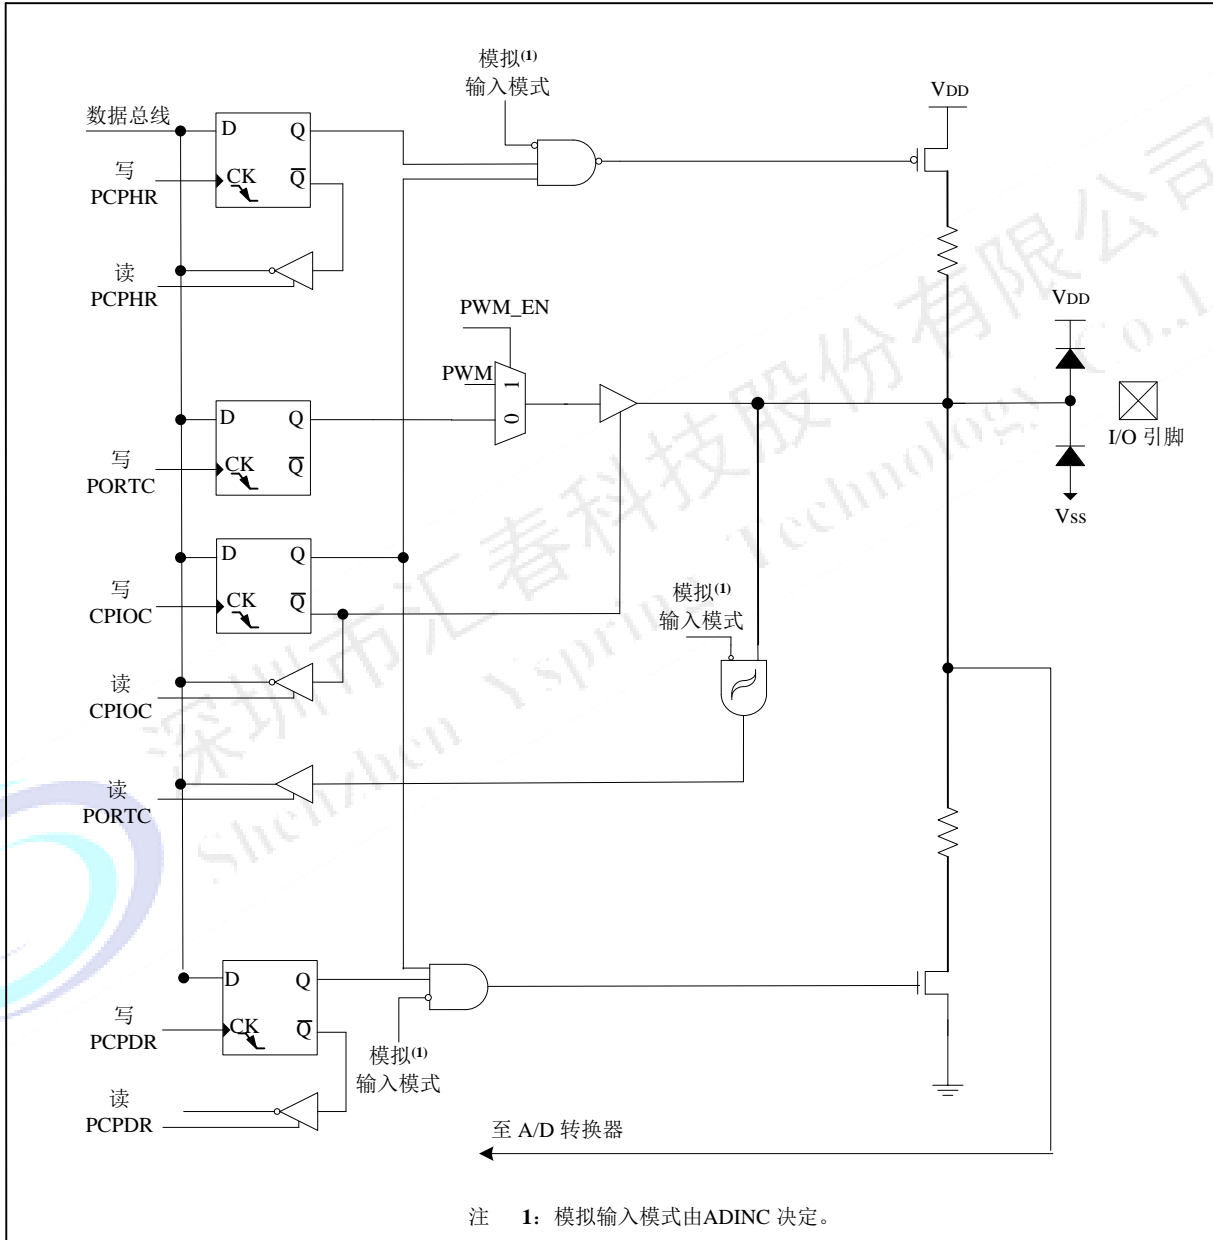 模拟(1)
输入模式
VDD
数据总线
D
Q
写
PCPHR
CK
Q
读
PCPHR
VDD
PWM_EN
PWM
1
0
D
Q
I/O 引脚
写
PORTC
CK
Q
VSS
D
Q
写
CPIOC
CK
Q
模拟(1)
输入模式
读
CPIOC
读
PORTC
D
Q
写
PCPDR
CK
Q
模拟(1)
输入模式
读
PCPDR
至 A/D 转换器
注 1：模拟输入模式由ADINC 决定。
深圳市汇春科技股份有限公司
Shenzhen Yspring Technology Co.,L